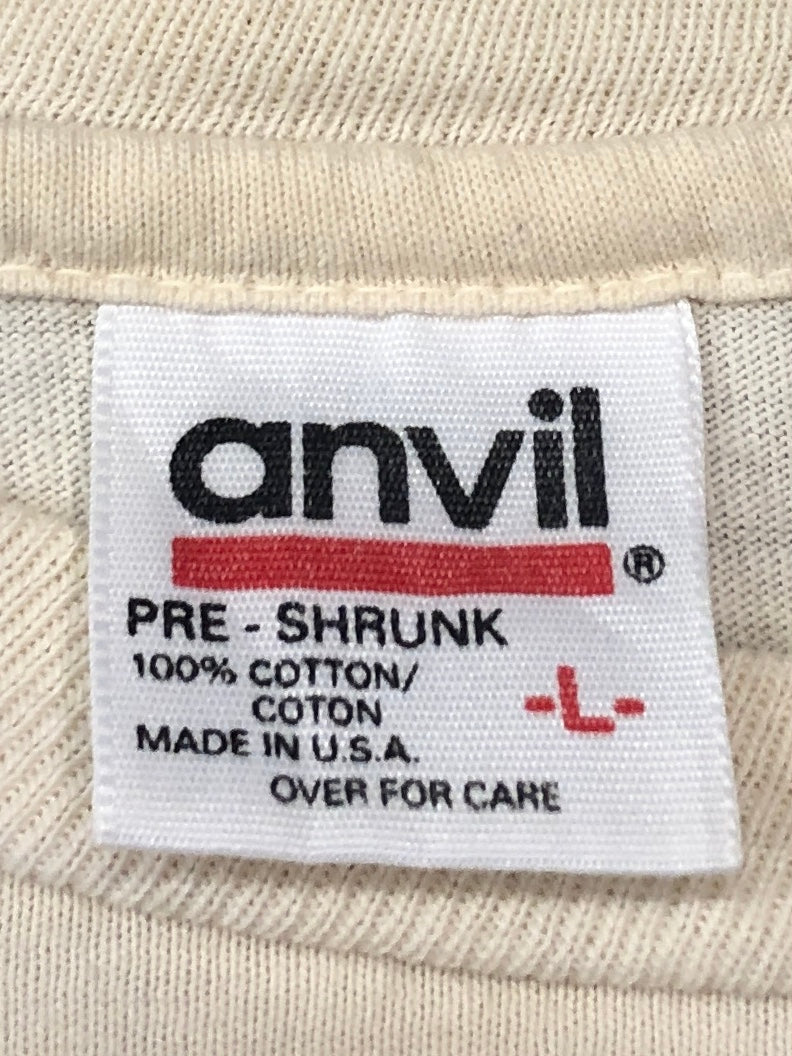 anvil ®
PRE - SHRUNK
100% COTTON/
COTON
-L-
MADE IN U.S.A.
OVER FOR CARE